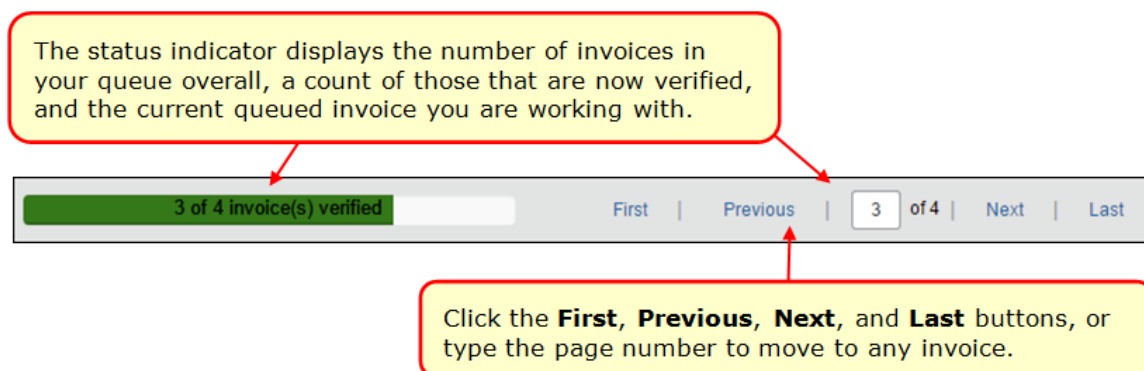 The status indicator displays the number of invoices in
your queue overall, a count of those that are now verified,
and the current queued invoice you are working with.
3 of 4 invoice(s) verified First | Previous | 3 of 4 | Next | Last
Click the First, Previous, Next, and Last buttons, or
type the page number to move to any invoice.